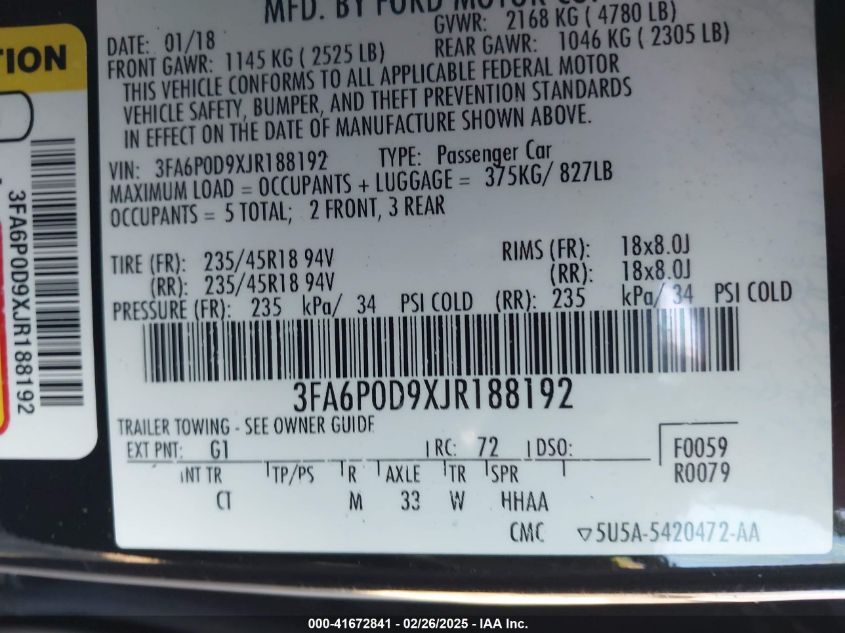 MFD. BY FORD MOTOR CO
DATE: 01/18
GVWR: 2168 KG ( 4780 LB)
FRONT GAWR: 1145 KG ( 2525 LB)
REAR GAWR: 1046 KG ( 2305 LB)
THIS VEHICLE CONFORMS TO ALL APPLICABLE FEDERAL MOTOR
VEHICLE SAFETY, BUMPER, AND THEFT PREVENTION STANDARDS
IN EFFECT ON THE DATE OF MANUFACTURE SHOWN ABOVE.
VIN: 3FA6P0D9XJR188192 TYPE: Passenger Car
MAXIMUM LOAD = OCCUPANTS + LUGGAGE = 375KG/ 827LB
OCCUPANTS = 5 TOTAL; 2 FRONT, 3 REAR
TIRE (FR): 235/45R18 94V RIMS (FR): 18x8.0J
(RR): 235/45R18 94V (RR): 18x8.0J
PRESSURE (FR): 235 kPa/ 34 PSI COLD (RR): 235 kPa/ 34 PSI COLD
3FA6P0D9XJR188192
TRAILER TOWING - SEE OWNER GUIDE
EXT PNT: G1 RC: 72 DSO: F0059
INT TR TP/PS R AXLE TR SPR R0079
CT M 33 W HHAA
CMC ▽5U5A-5420472-AA
TION
3FA6P0D9XJR188192
000-41672841 - 02/26/2025 - IAA Inc.